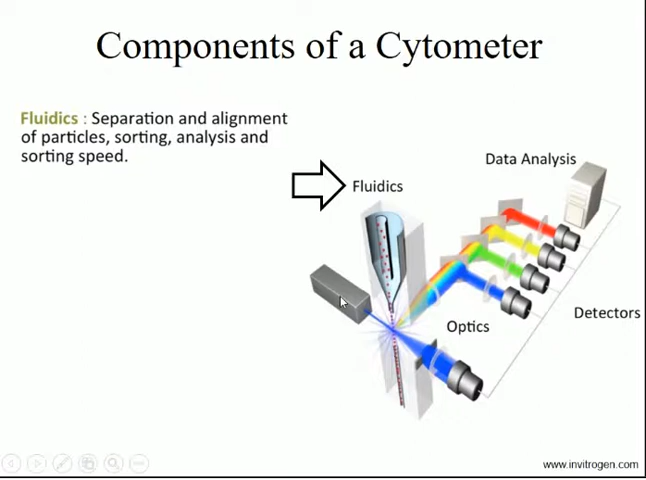 Components of a Cytometer
Fluidics : Separation and alignment
of particles, sorting, analysis and
sorting speed.
Data Analysis
Fluidics
Detectors
Optics
www.invitrogen.com